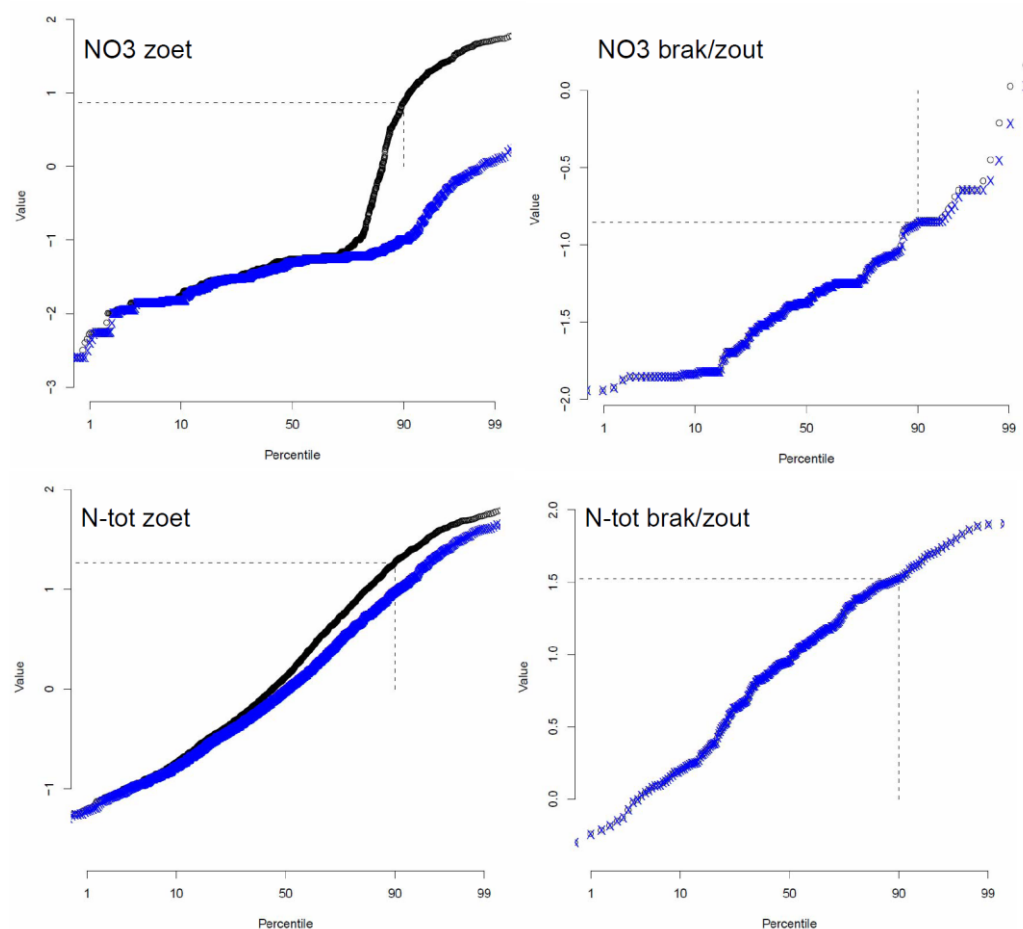 NO3 zoet
2
1
0
-1
-2
-3
Value
1 10 50 90 99
Percentile
NO3 brak/zout
0.0
-0.5
-1.0
-1.5
-2.0
Value
1 10 50 90 99
Percentile
N-tot zoet
2
1
0
-1
Value
1 10 50 90 99
Percentile
N-tot brak/zout
2.0
1.5
1.0
0.5
0.0
Value
1 10 50 90 99
Percentile